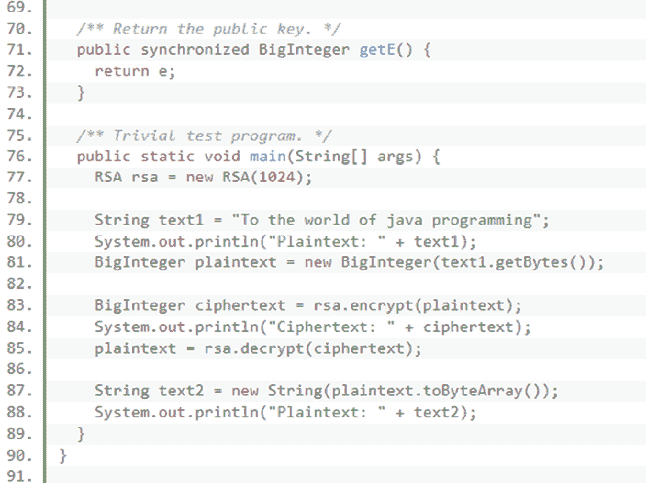 69.
70. /** Return the public key. */
71. public synchronized BigInteger getE() {
72. return e;
73. }
74.
75. /** Trivial test program. */
76. public static void main(String[] args) {
77. RSA rsa = new RSA(1024);
78.
79. String text1 = "To the world of java programming";
80. System.out.println("Plaintext: " + text1);
81. BigInteger plaintext = new BigInteger(text1.getBytes());
82.
83. BigInteger ciphertext = rsa.encrypt(plaintext);
84. System.out.println("Ciphertext: " + ciphertext);
85. plaintext = rsa.decrypt(ciphertext);
86.
87. String text2 = new String(plaintext.toByteArray());
88. System.out.println("Plaintext: " + text2);
89. }
90. }
91.